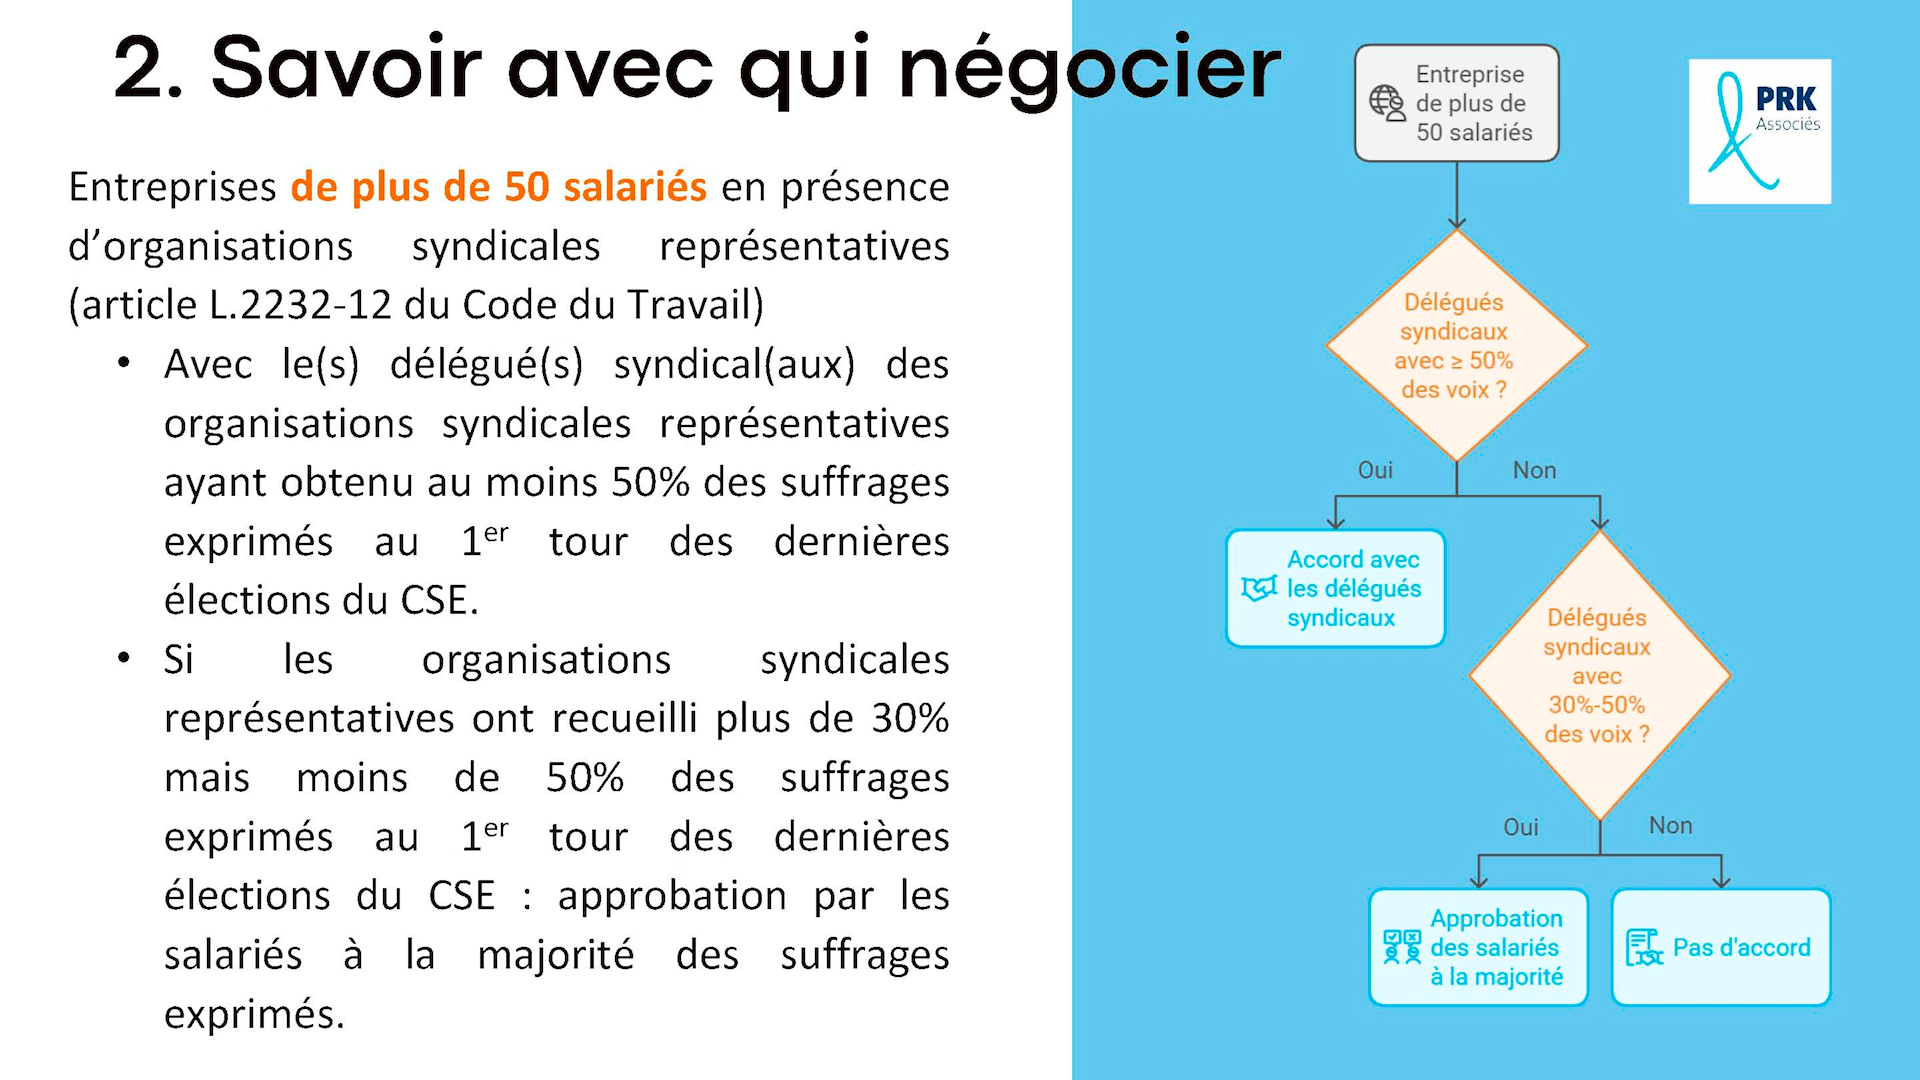 2. Savoir avec qui négocier
Entreprises de plus de 50 salariés en présence
d’organisations syndicales représentatives
(article L.2232-12 du Code du Travail)
• Avec le(s) délégué(s) syndical(aux) des
organisations syndicales représentatives
ayant obtenu au moins 50% des suffrages
exprimés au 1er tour des dernières
élections du CSE.
• Si les organisations syndicales
représentatives ont recueilli plus de 30%
mais moins de 50% des suffrages
exprimés au 1er tour des dernières
élections du CSE : approbation par les
salariés à la majorité des suffrages
exprimés.
Entreprise
de plus de
50 salariés
PRK
Associés
Délégués
syndicaux
avec ≥ 50%
des voix ?
Oui
Non
Accord avec
les délégués
syndicaux
Délégués
syndicaux
avec
30%-50%
des voix ?
Oui
Non
Approbation
des salariés
à la majorité
Pas d'accord